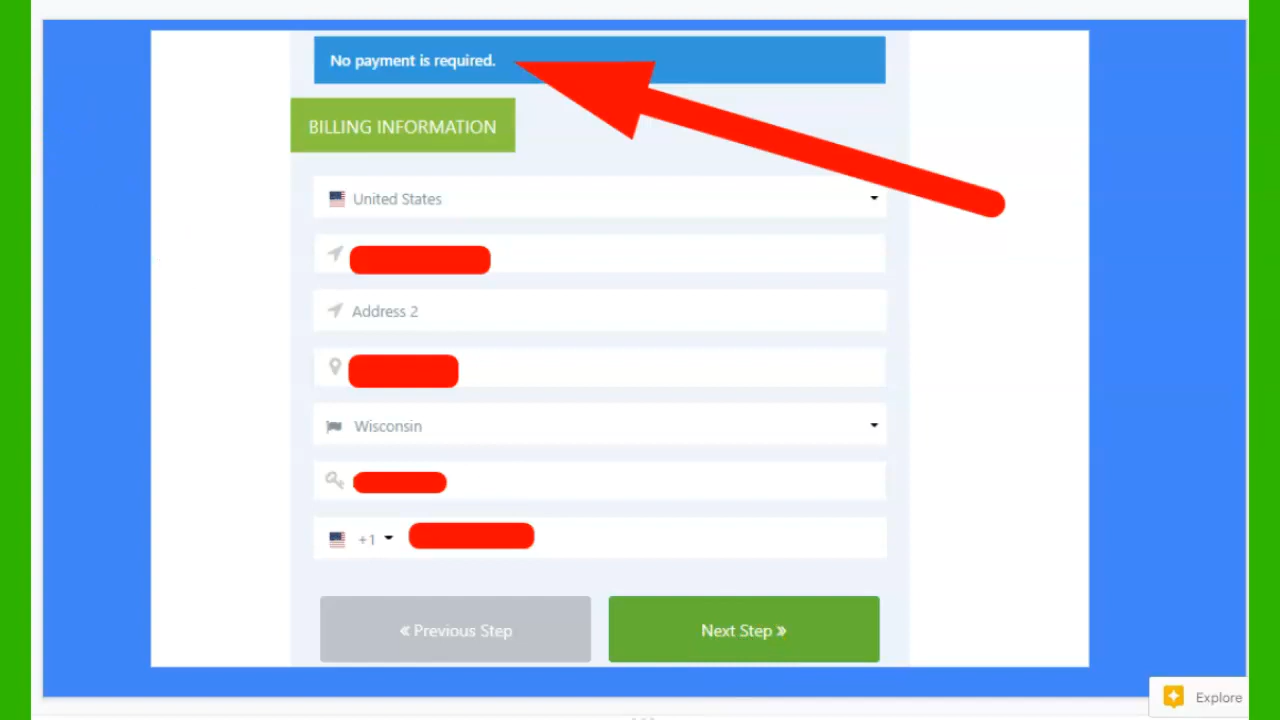 No payment is required.
BILLING INFORMATION
United States
Address 2
Wisconsin
+1
« Previous Step
Next Step »
Explore